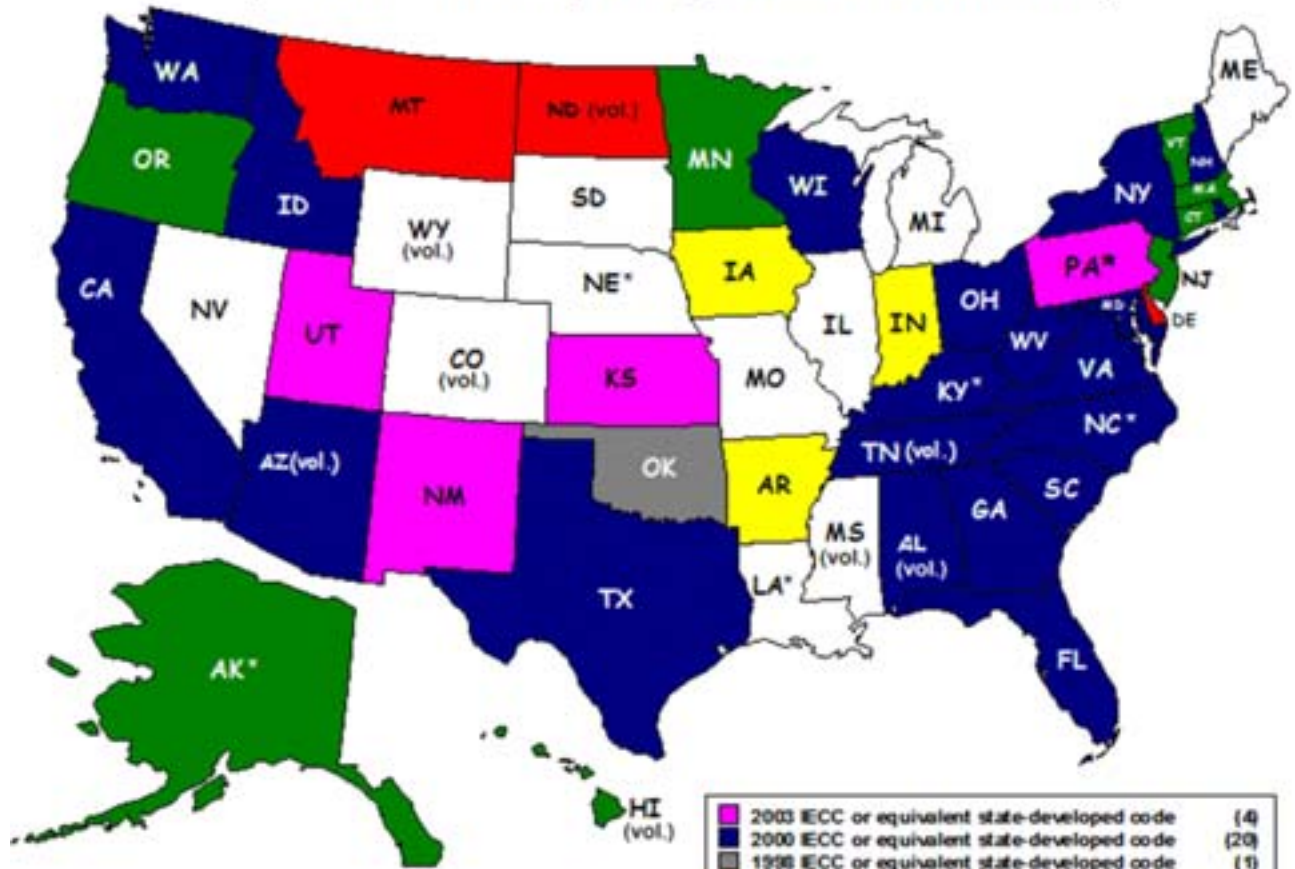 WA
MT
ND (vol.)
ME
OR
MN
VT
NH
ID
SD
WI
NY
MA
WY
(vol.)
MI
CT
CA
NV
NE*
IA
PA*
NJ
UT
CO
(vol.)
IL
IN
OH
MD
DE
KS
MO
WV
VA
KY*
NC*
AZ(vol.)
NM
OK
AR
TN (vol.)
SC
GA
MS
(vol.)
AL
(vol.)
TX
LA*
FL
AK*
HI
(vol.)
2003 IECC or equivalent state-developed code (4)
2000 IECC or equivalent state-developed code (20)
1998 IECC or equivalent state-developed code (1)